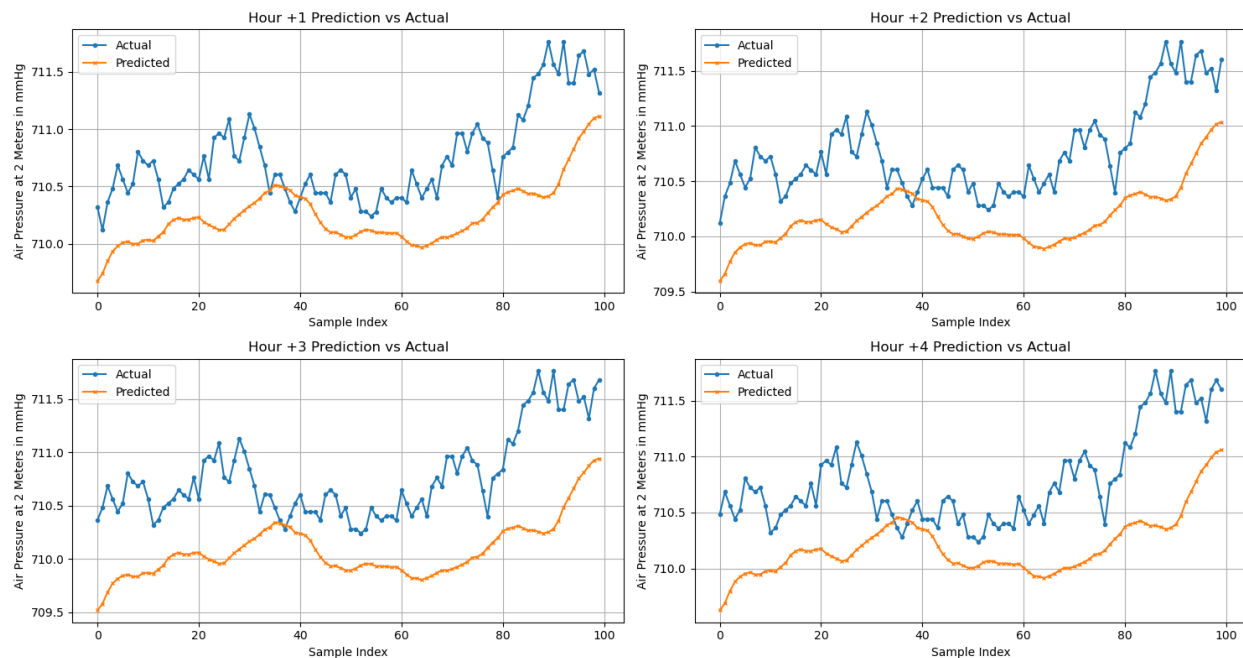 Hour +1 Prediction vs Actual
Actual
Predicted
711.5
711.0
710.5
710.0
Air Pressure at 2 Meters in mmHg
0 20 40 60 80 100
Sample Index
Hour +2 Prediction vs Actual
Actual
Predicted
711.5
711.0
710.5
710.0
709.5
Air Pressure at 2 Meters in mmHg
0 20 40 60 80 100
Sample Index
Hour +3 Prediction vs Actual
Actual
Predicted
711.5
711.0
710.5
710.0
709.5
Air Pressure at 2 Meters in mmHg
0 20 40 60 80 100
Sample Index
Hour +4 Prediction vs Actual
Actual
Predicted
711.5
711.0
710.5
710.0
Air Pressure at 2 Meters in mmHg
0 20 40 60 80 100
Sample Index